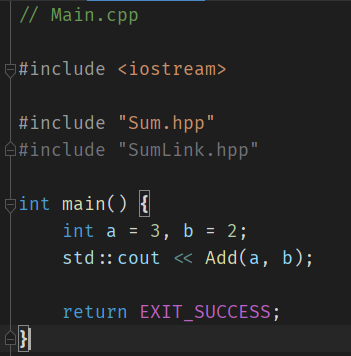 // Main.cpp
#include <iostream>
#include "Sum.hpp"
#include "SumLink.hpp"
int main() {
    int a = 3, b = 2;
    std::cout << Add(a, b);
    return EXIT_SUCCESS;
}